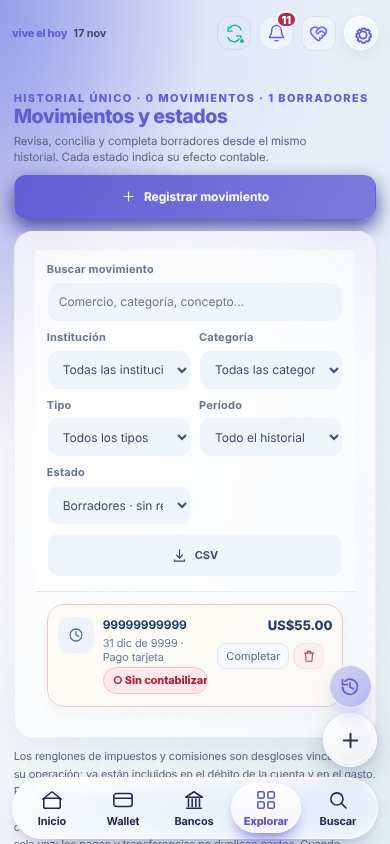 vive el hoy 17 nov
11
HISTORIAL ÚNICO · 0 MOVIMIENTOS · 1 BORRADORES
Movimientos y estados
Revisa, concilia y completa borradores desde el mismo
historial. Cada estado indica su efecto contable.
+ Registrar movimiento
Buscar movimiento
Comercio, categoría, concepto...
Institución Categoría
Todas las instituci Todas las categor
Tipo Período
Todos los tipos Todo el historial
Estado
Borradores · sin re
CSV
99999999999 US$55.00
31 dic de 9999 ·
Pago tarjeta
Completar
Sin contabilizar
Los renglones de impuestos y comisiones son desgloses
su operación: ya están incluidos en el débito de la cuenta y en el gasto.
Inicio Wallet Bancos Explorar Buscar